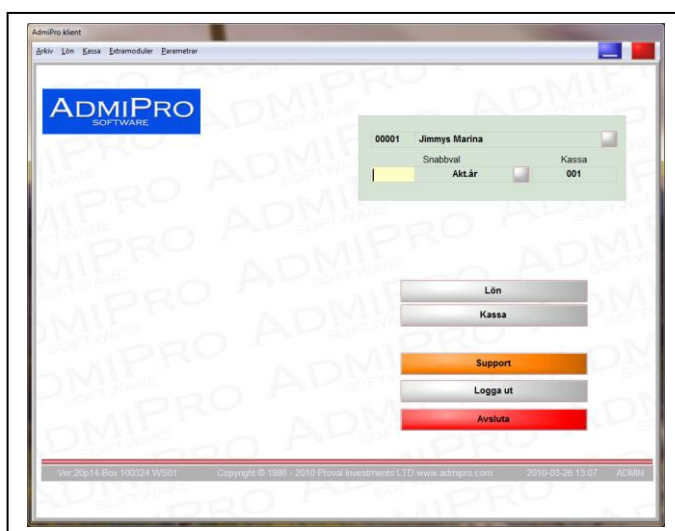 AdmiPro klient
Arkiv Lön Kassa Extramoduler Parametrar
ADMIPRO
SOFTWARE
00001 Jimmys Marina
Snabbval Kassa
Akt.år 001
Lön
Kassa
Support
Logga ut
Avsluta
Ver.20p14-Box 100324 WS01 Copyright © 1986 - 2010 Proval Investments LTD www.admipro.com 2010-03-26 13:07 ADMIN